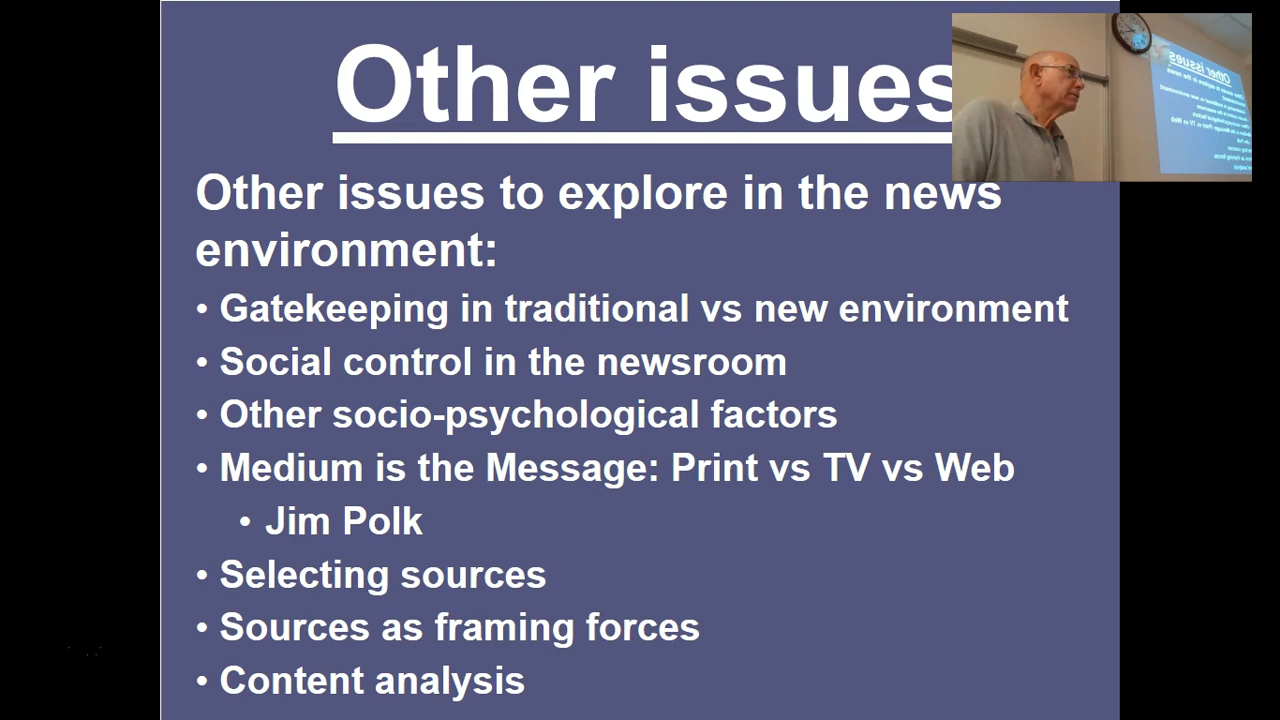 Other issues
Other issues to explore in the news
environment:
• Gatekeeping in traditional vs new environment
• Social control in the newsroom
• Other socio-psychological factors
• Medium is the Message: Print vs TV vs Web
• Jim Polk
• Selecting sources
• Sources as framing forces
• Content analysis